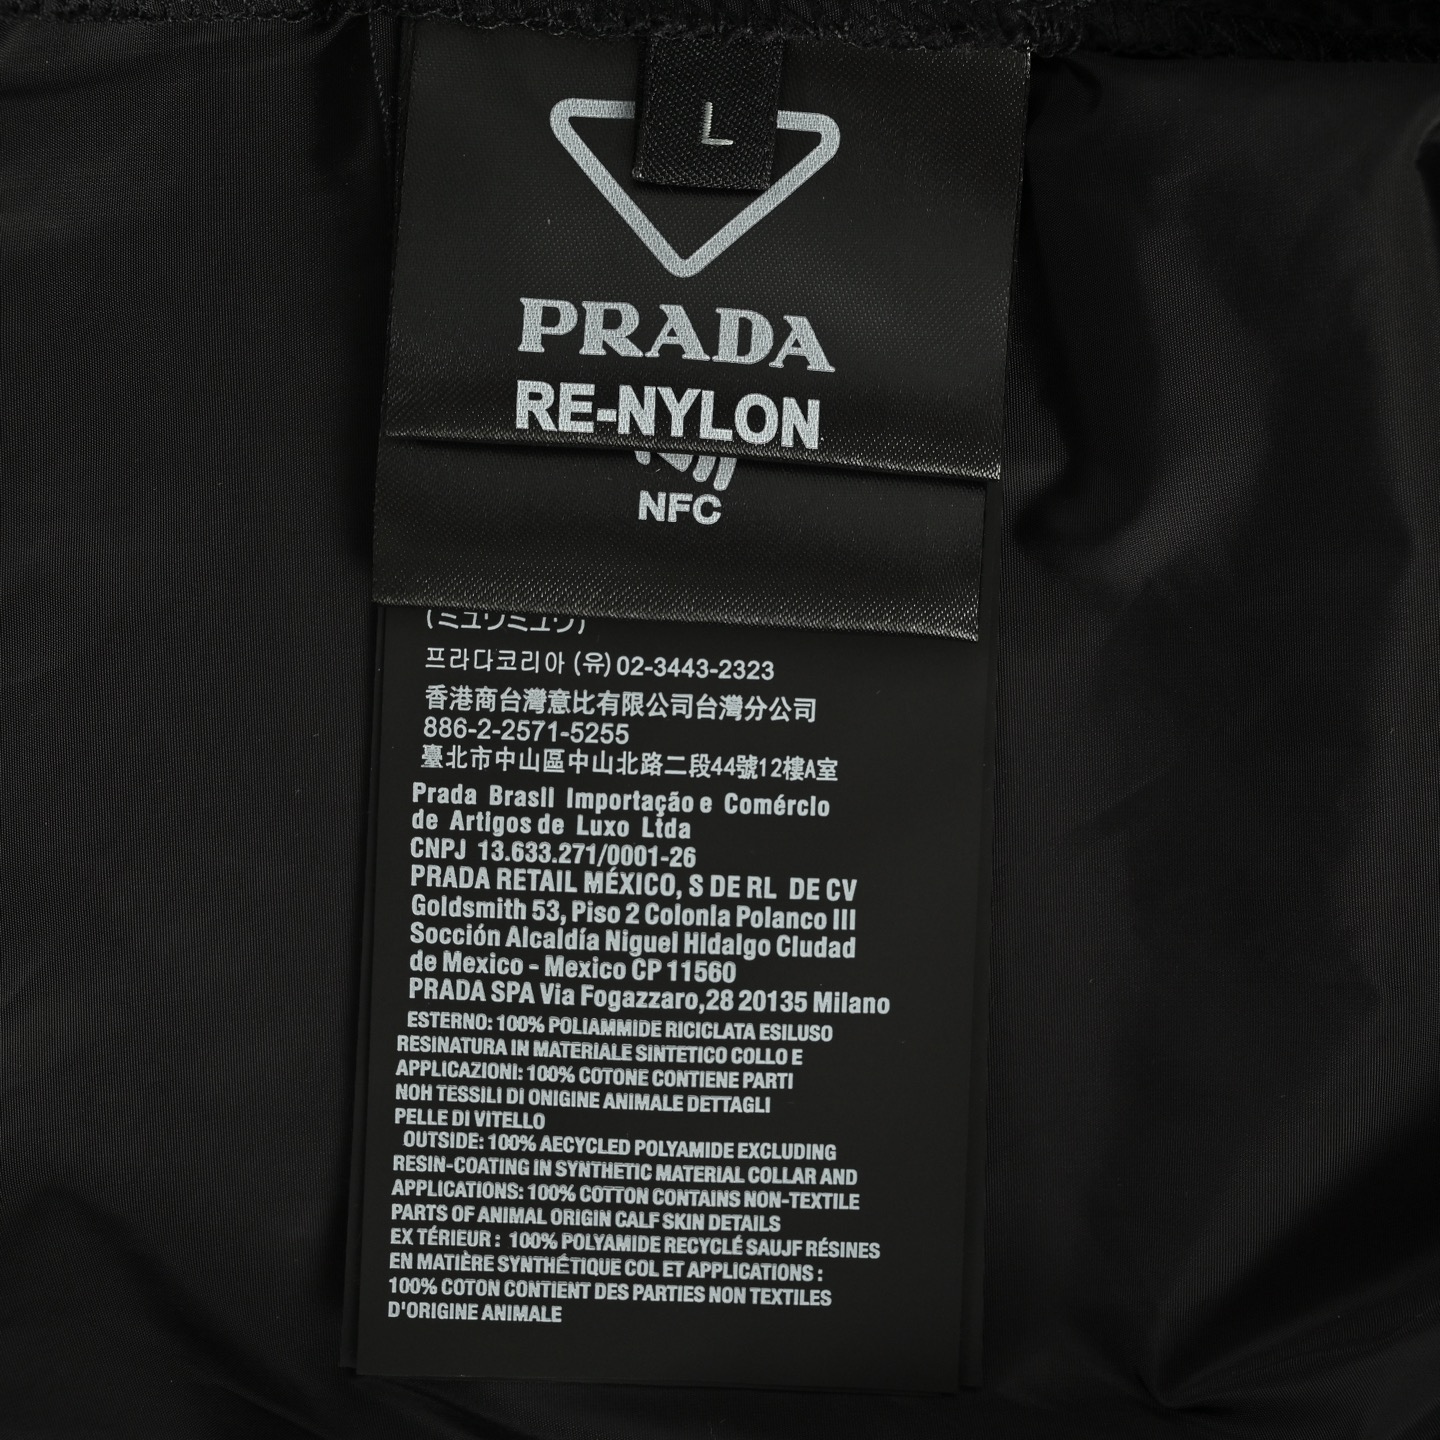 L
PRADA
RE-NYLON
NFC
(ミュウミュウ)
프라다코리아 (유) 02-3443-2323
香港商台灣意比有限公司台灣分公司
886-2-2571-5255
臺北市中山區中山北路二段44號12樓A室
Prada Brasll Importação e Comérclo
de Artigos de Luxo Ltda
CNPJ 13.633.271/0001-26
PRADA RETAIL MÉXICO, S DE RL DE CV
Goldsmith 53, Piso 2 Colonla Polanco III
Socción Alcaldía Niguel Hidalgo Cludad
de Mexico - Mexico CP 11560
PRADA SPA Via Fogazzaro,28 20135 Milano
ESTERNO: 100% POLIAMMIDE RICICLATA ESILUSO
RESINATURA IN MATERIALE SINTETICO COLLO E
APPLICAZIONI: 100% COTONE CONTIENE PARTI
NOH TESSILI DI ONIGINE ANIMALE DETTAGLI
PELLE DI VITELLO
OUTSIDE: 100% AECYCLED POLYAMIDE EXCLUDING
RESIN-COATING IN SYNTHETIC MATERIAL COLLAR AND
APPLICATIONS: 100% COTTON CONTAINS NON-TEXTILE
PARTS OF ANIMAL ORIGIN CALF SKIN DETAILS
EX TÉRIEUR : 100% POLYAMIDE RECYCLÉ SAUJF RÉSINES
EN MATIÈRE SYNTHÉTIQUE COL ET APPLICATIONS :
100% COTON CONTIENT DES PARTIES NON TEXTILES
D'ORIGINE ANIMALE